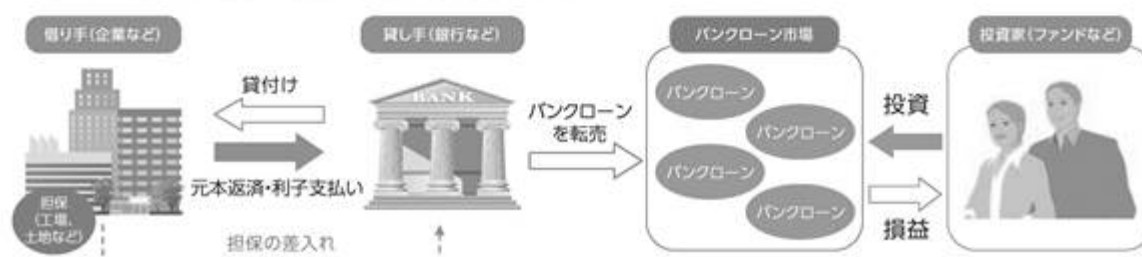 借り手(企業など)
貸し手(銀行など)
バンクローン市場
投資家(ファンドなど)
貸付け
BANK
元本返済・利子支払い
担保
(工場、
土地など)
担保の差入れ
バンクローン
を転売
バンクローン
バンクローン
バンクローン
バンクローン
投資
損益